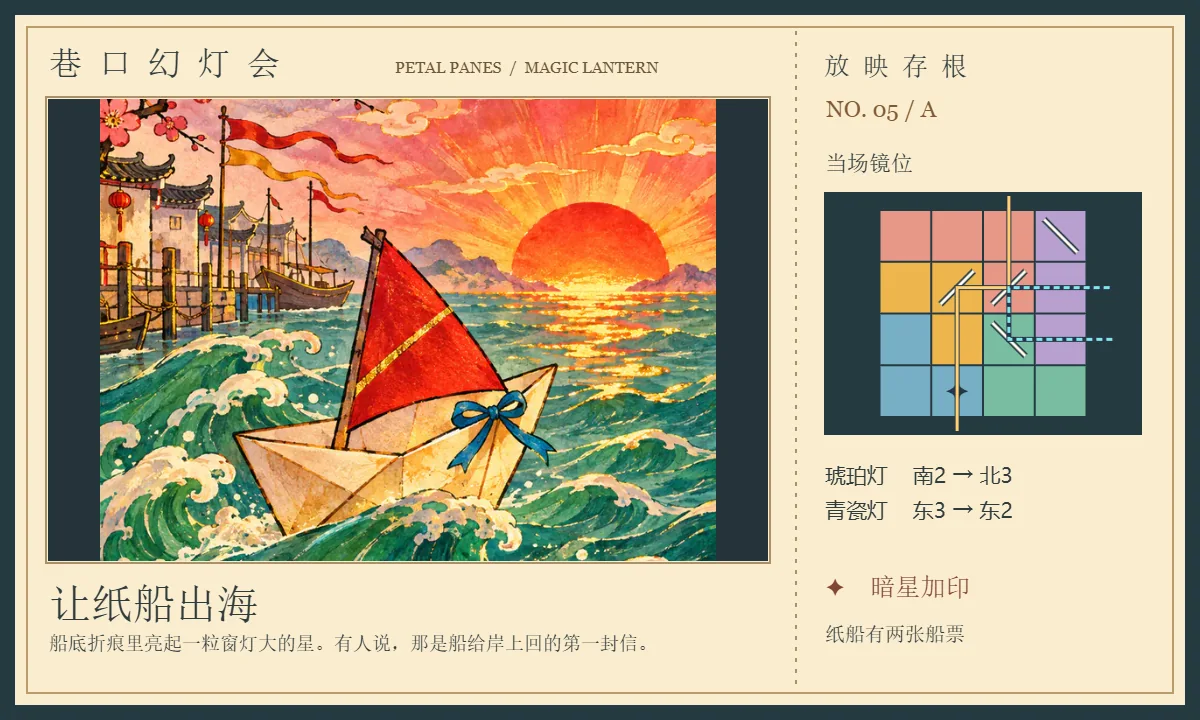 巷口幻灯会
PETAL PANES / MAGIC LANTERN
让纸船出海
船底折痕里亮起一粒窗灯大的星。有人说，那是船给岸上回的第一封信。
放映存根
NO. 05 / A
当场镜位
琥珀灯 南2 → 北3
青瓷灯 东3 → 东2
✦ 暗星加印
纸船有两张船票